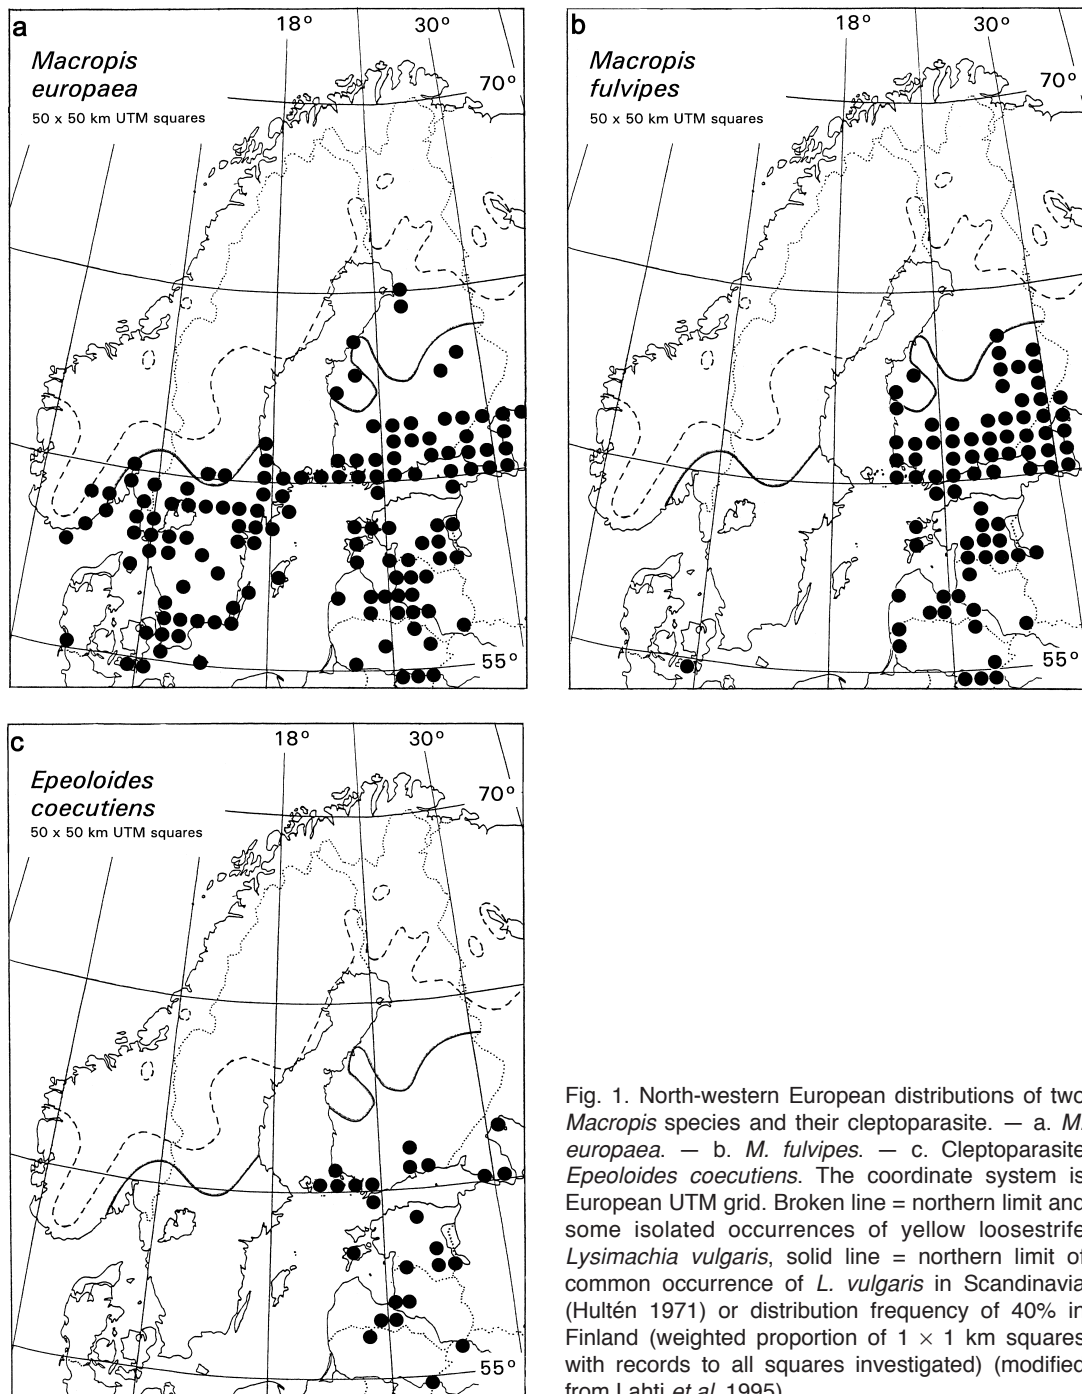 a
18°
30°
Macropis
europaea
50 x 50 km UTM squares
70°
55°
b
18°
30°
Macropis
fulvipes
50 x 50 km UTM squares
70°
55°
c
18°
30°
Epeoloides
coecutiens
50 x 50 km UTM squares
70°
55°
Fig. 1. North-western European distributions of two
Macropis species and their cleptoparasite. — a. M.
europaea. — b. M. fulvipes. — c. Cleptoparasite
Epeoloides coecutiens. The coordinate system is
European UTM grid. Broken line = northern limit and
some isolated occurrences of yellow loosestrife
Lysimachia vulgaris, solid line = northern limit of
common occurrence of L. vulgaris in Scandinavia
(Hultén 1971) or distribution frequency of 40% in
Finland (weighted proportion of 1 × 1 km squares
with records to all squares investigated) (modified
from Lahti et al. 1995)